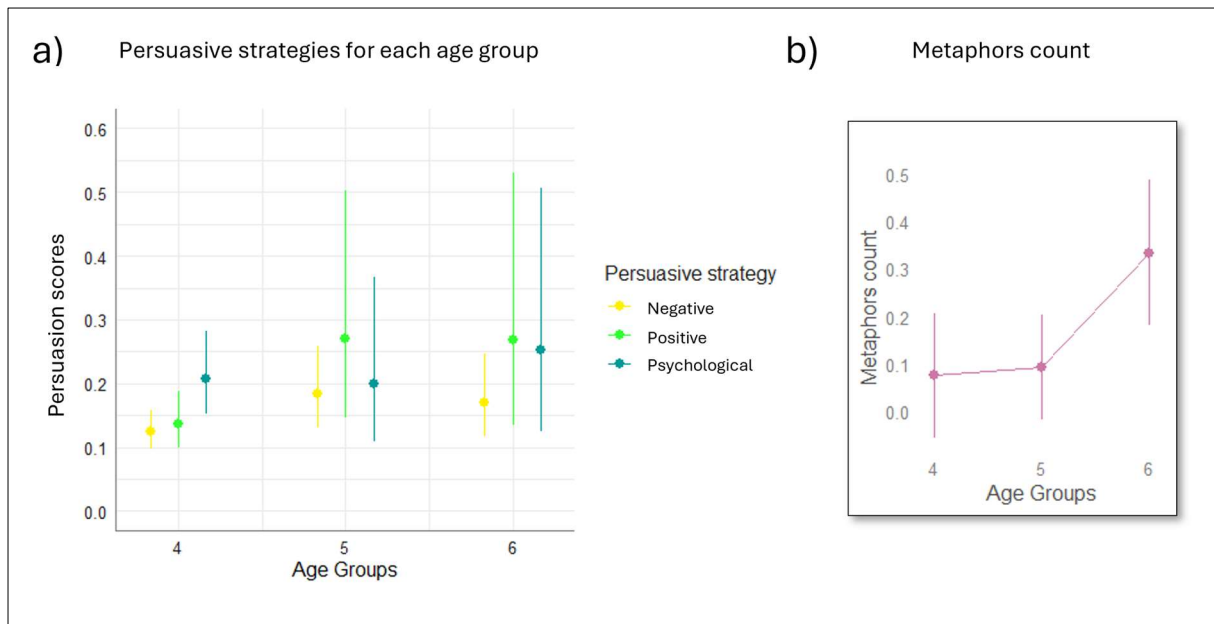 a) Persuasive strategies for each age group
b) Metaphors count
0.6
0.5
0.4
0.3
0.2
0.1
0.0
Persuasion scores
4 5 6
Age Groups
Persuasive strategy
Negative
Positive
Psychological
0.5
0.4
0.3
0.2
0.1
0.0
Metaphors count
4 5 6
Age Groups